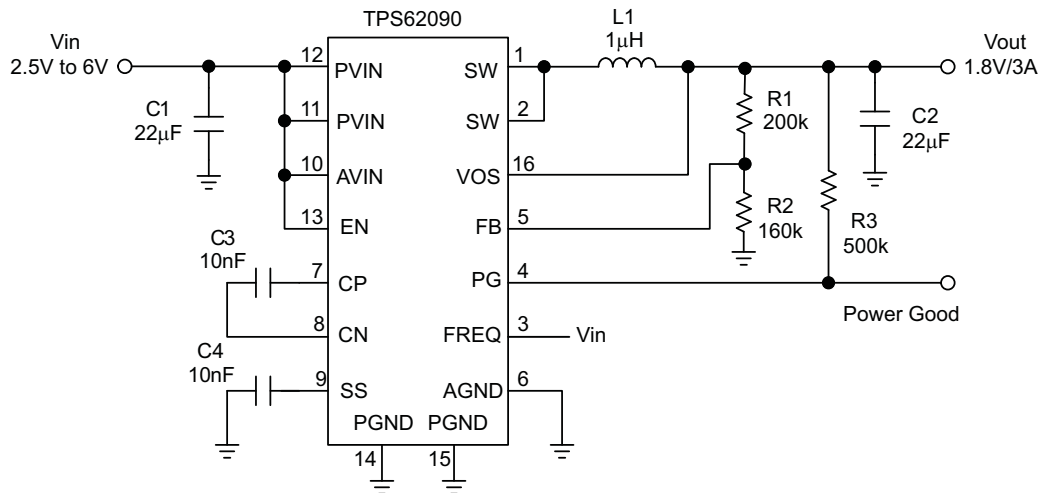 TPS62090
Vin
2.5V to 6V
C1
22μF
12
PVIN
11
PVIN
10
AVIN
13
EN
C3
10nF
7
CP
8
CN
C4
10nF
9
SS
PGND
PGND
14
15
1
SW
2
SW
16
VOS
5
FB
4
PG
3
FREQ
Vin
6
AGND
L1
1μH
R1
200k
R2
160k
R3
500k
C2
22μF
Vout
1.8V/3A
Power Good